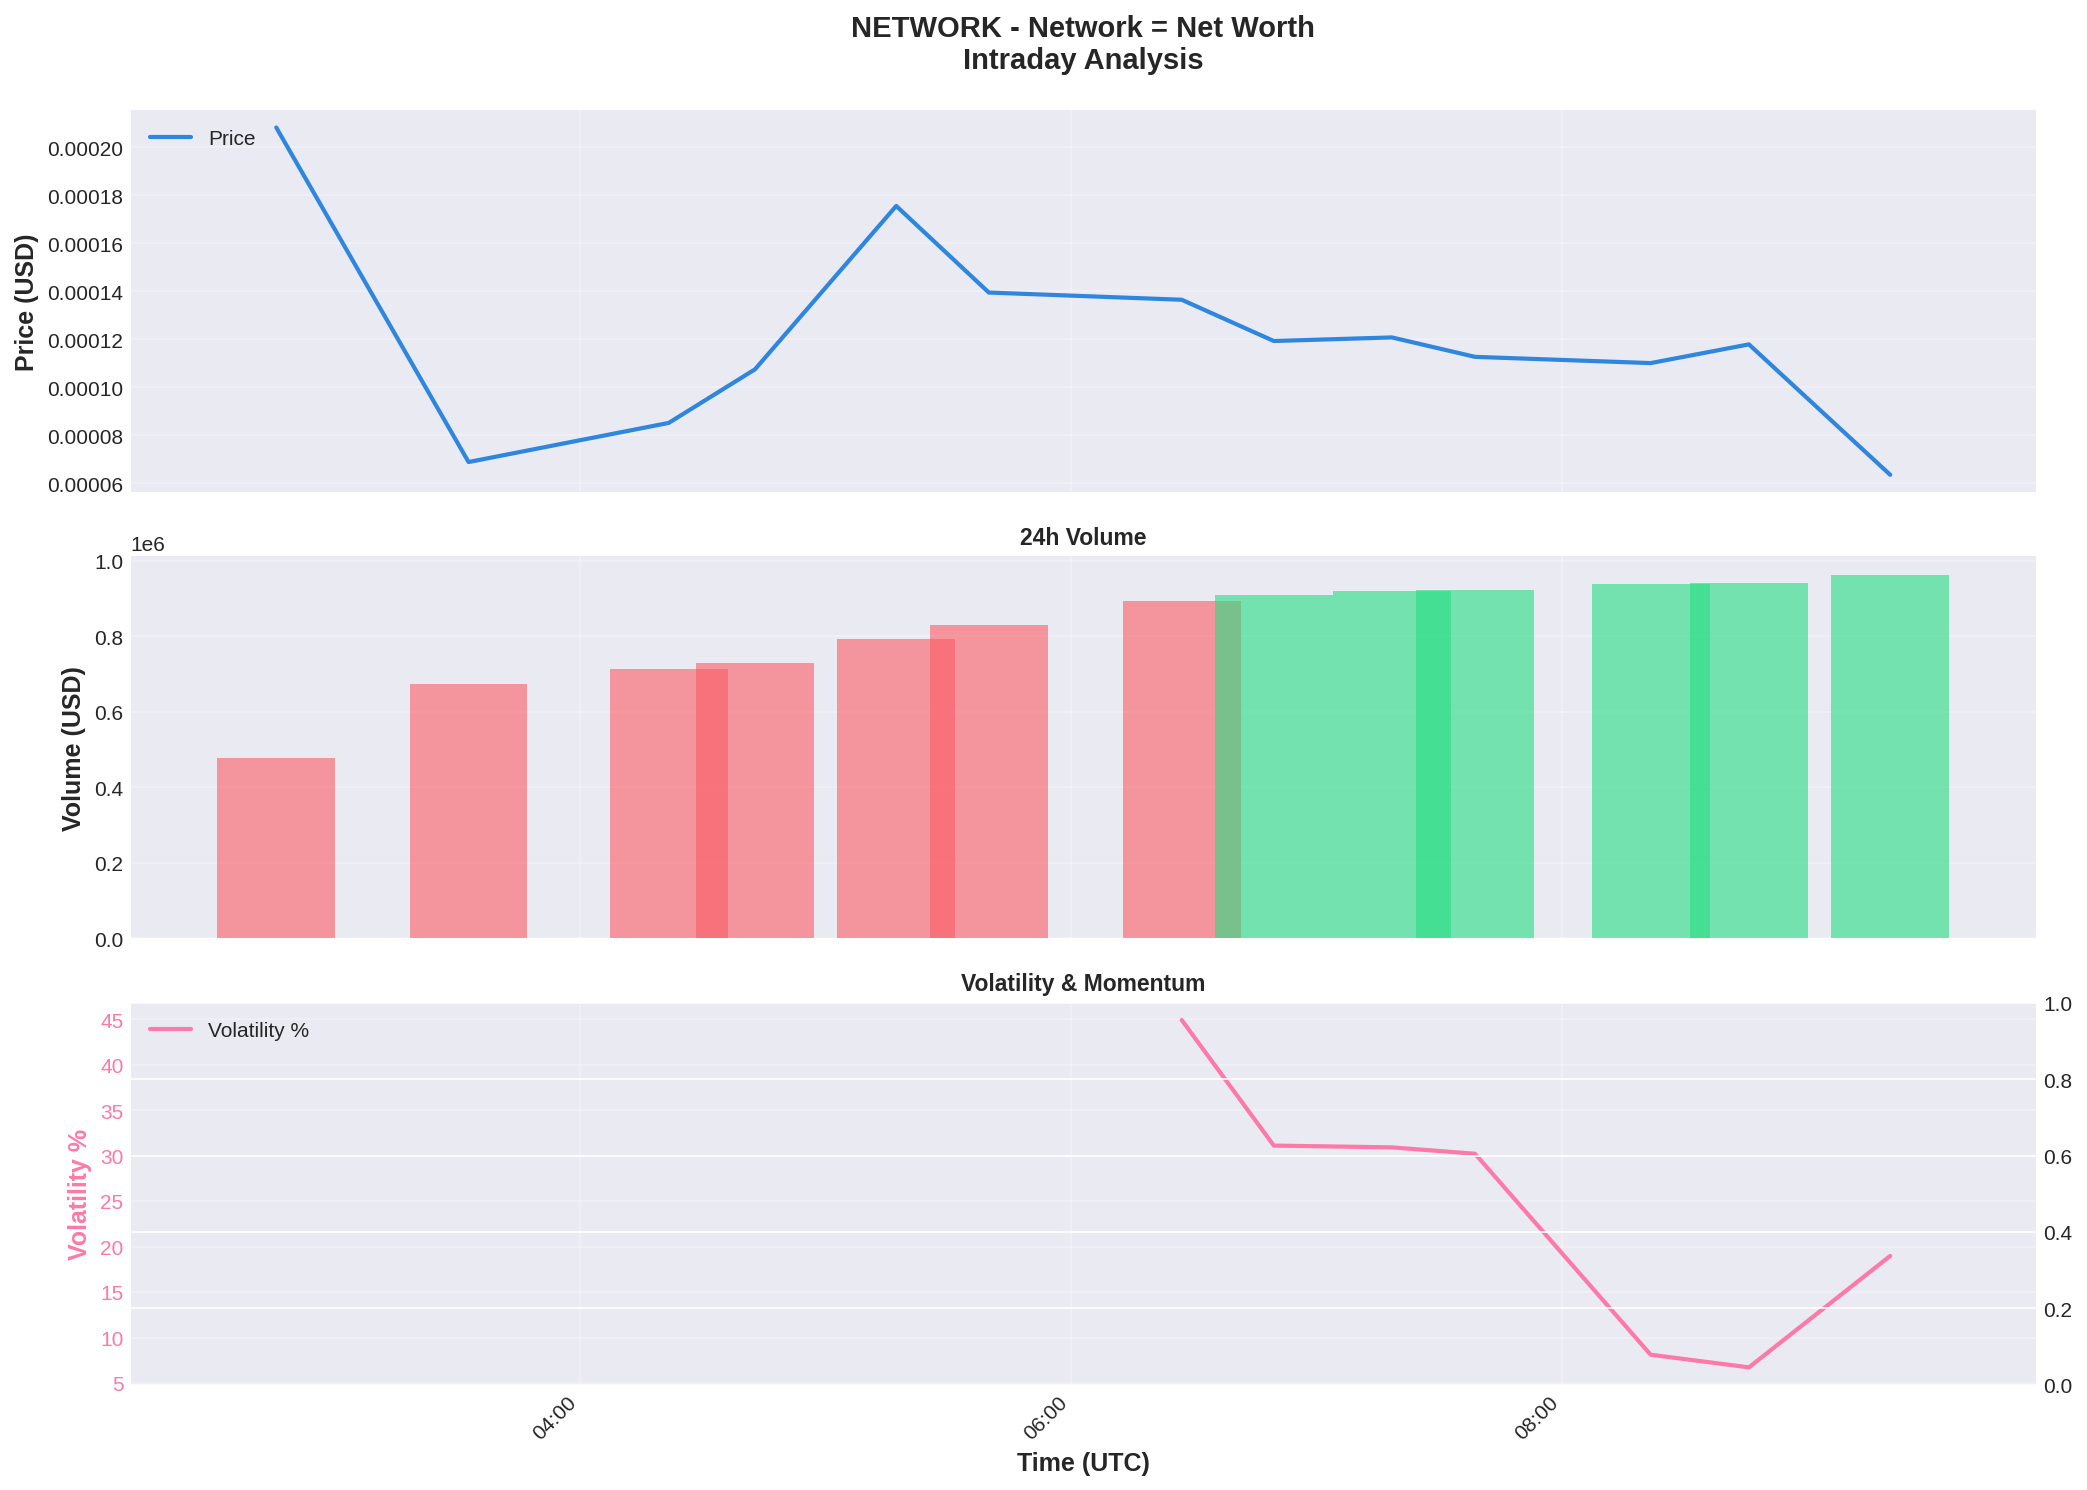 NETWORK - Network = Net Worth
Intraday Analysis
Price
0.00020
0.00018
0.00016
0.00014
0.00012
0.00010
0.00008
0.00006
Price (USD)
24h Volume
1e6
1.0
0.8
0.6
0.4
0.2
0.0
Volume (USD)
Volatility & Momentum
Volatility %
45
40
35
30
25
20
15
10
5
Volatility %
1.0
0.8
0.6
0.4
0.2
0.0
04:00
06:00
08:00
Time (UTC)